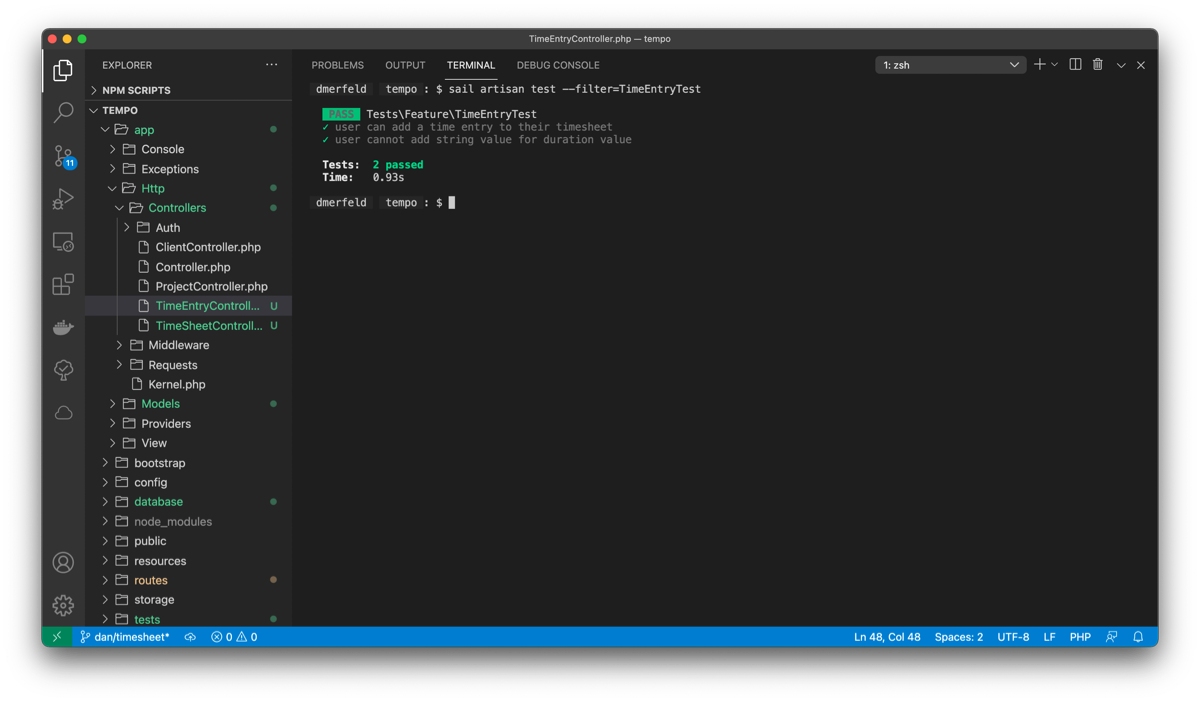 TimeEntryController.php — tempo
EXPLORER
NPM SCRIPTS
TEMPO
app
Console
Exceptions
Http
Controllers
Auth
ClientController.php
Controller.php
ProjectController.php
TimeEntryControll... U
TimeSheetControll... U
Middleware
Requests
Kernel.php
Models
Providers
View
bootstrap
config
database
node_modules
public
resources
routes
storage
tests
11
PROBLEMS OUTPUT TERMINAL DEBUG CONSOLE
1: zsh
dmerfeld tempo : $ sail artisan test --filter=TimeEntryTest
PASS Tests\Feature\TimeEntryTest
✓ user can add a time entry to their timesheet
✓ user cannot add string value for duration value
Tests: 2 passed
Time: 0.93s
dmerfeld tempo : $
dan/timesheet* 0 0 Ln 48, Col 48 Spaces: 2 UTF-8 LF PHP